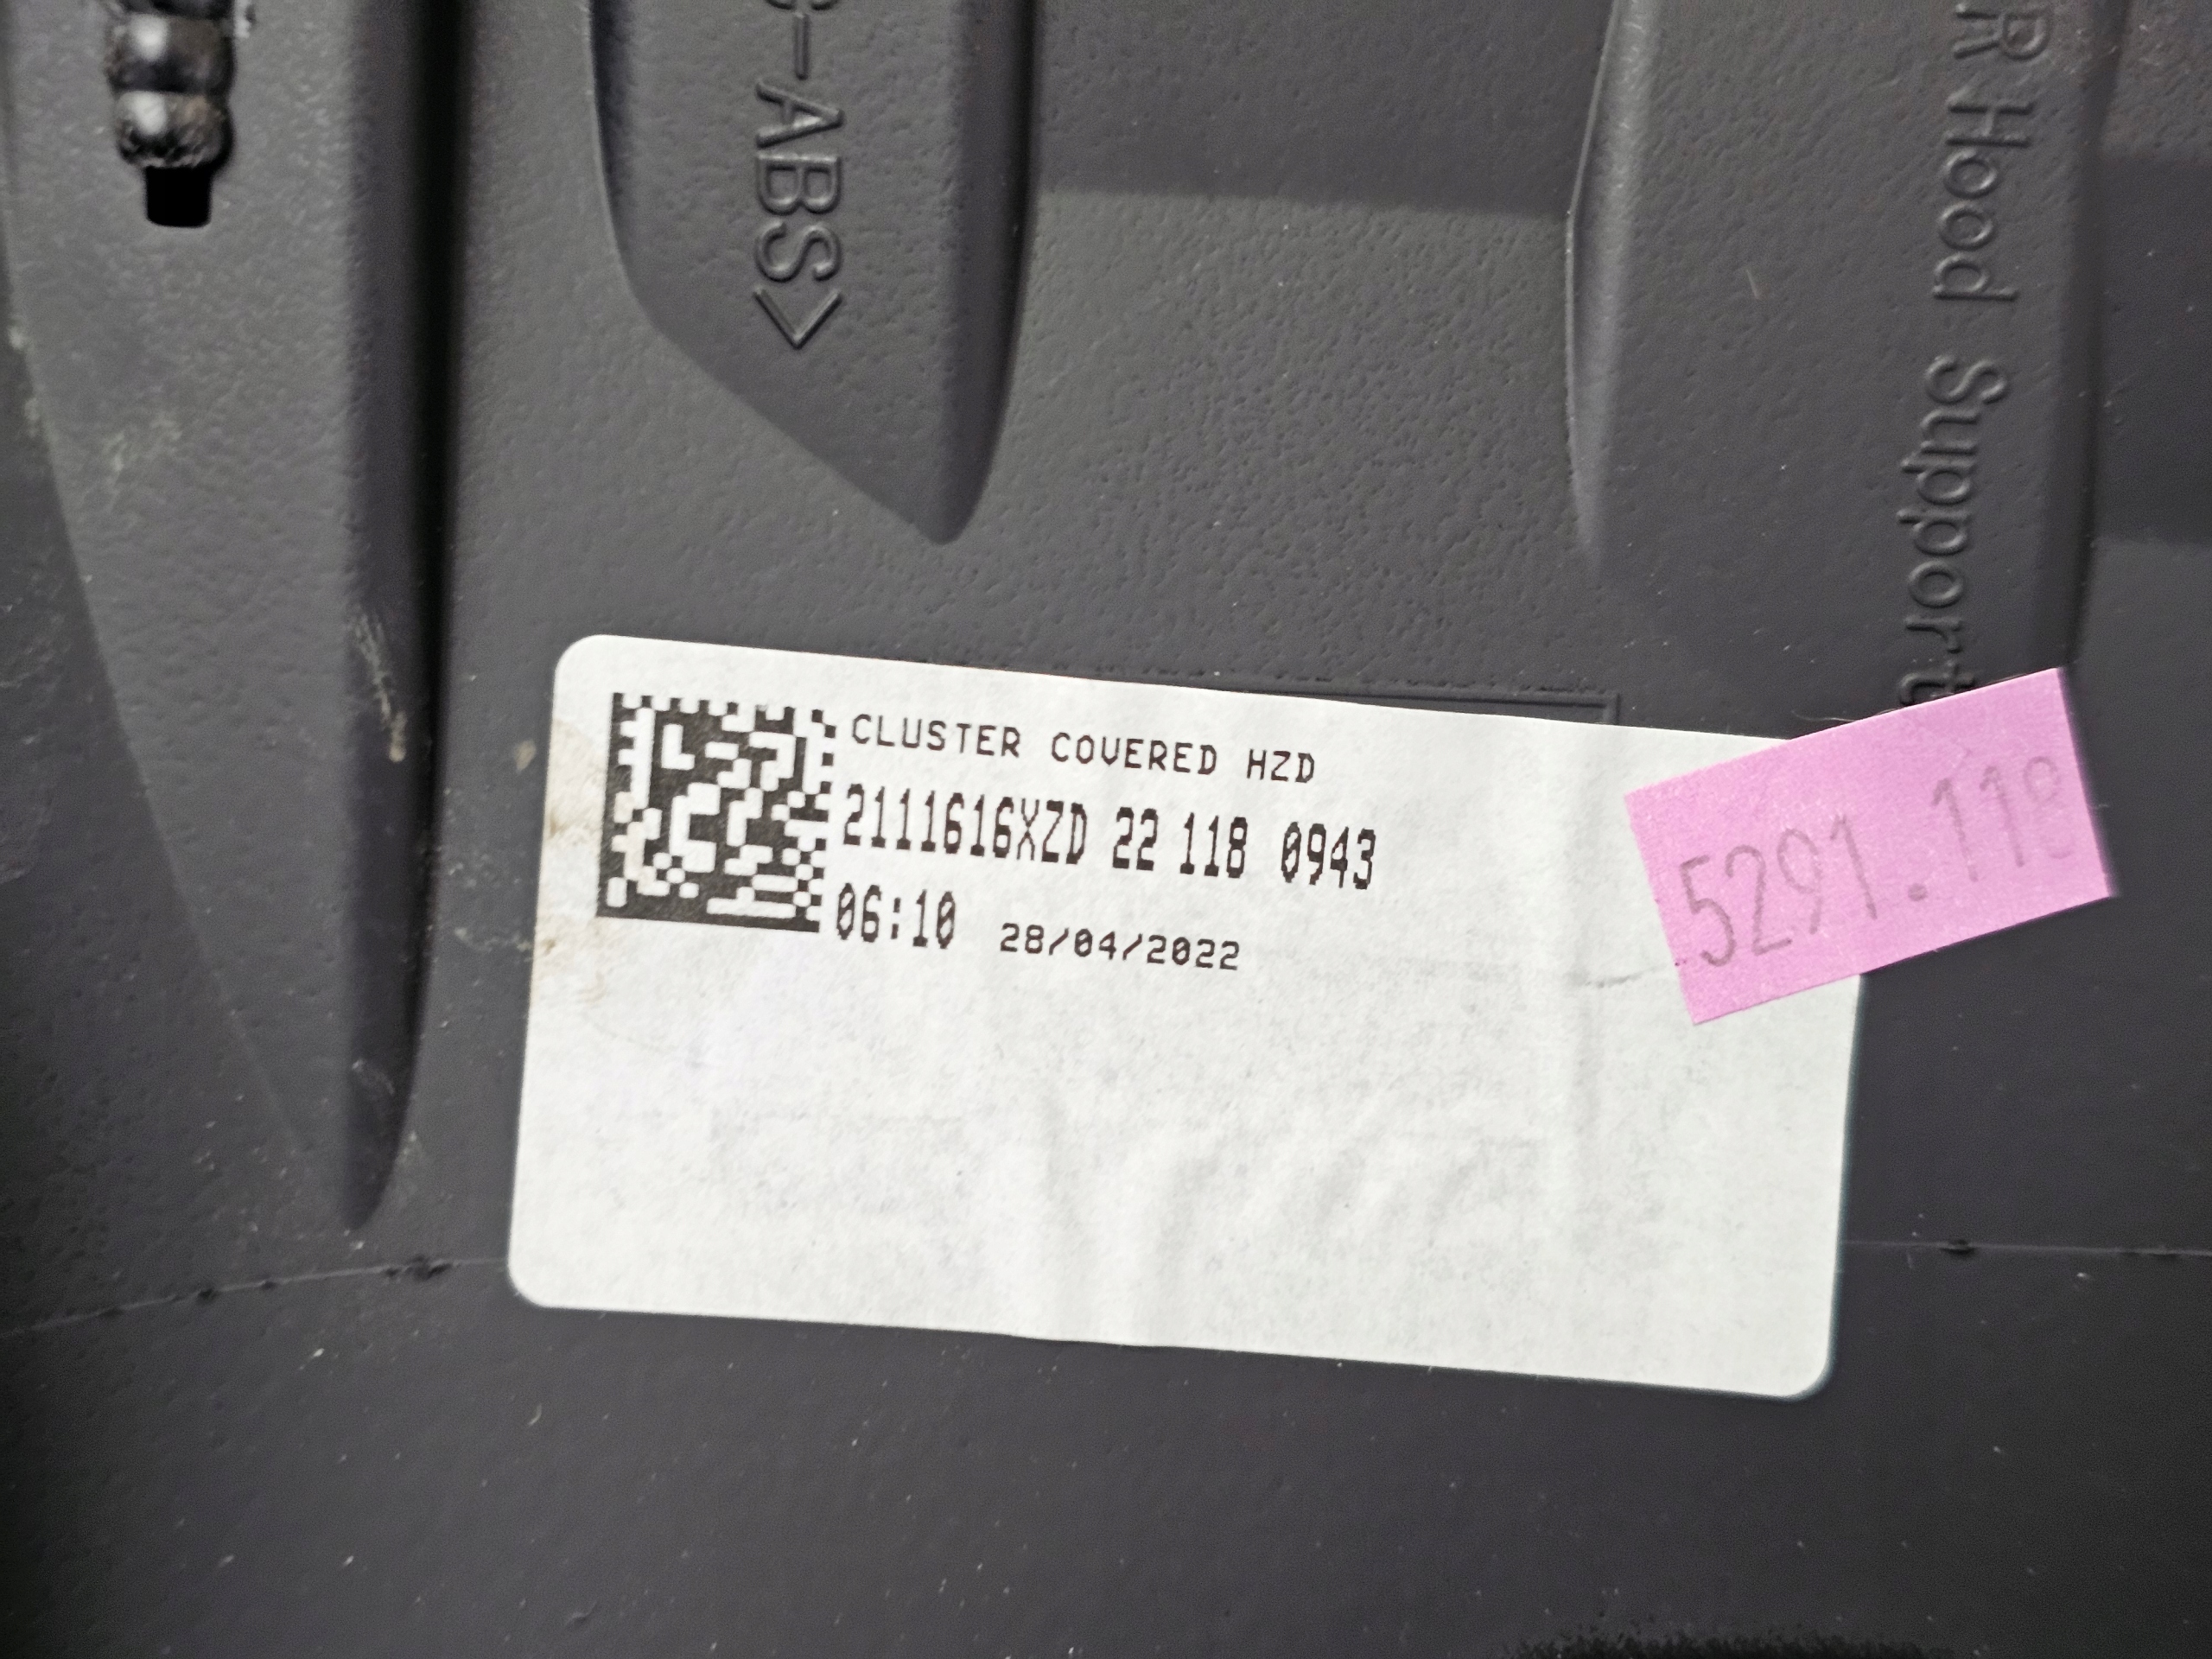 -ABS>
R Hood Support
CLUSTER COVERED HZD
2111616XZD 22 118 0943
06:10 28/04/2022
5291.118